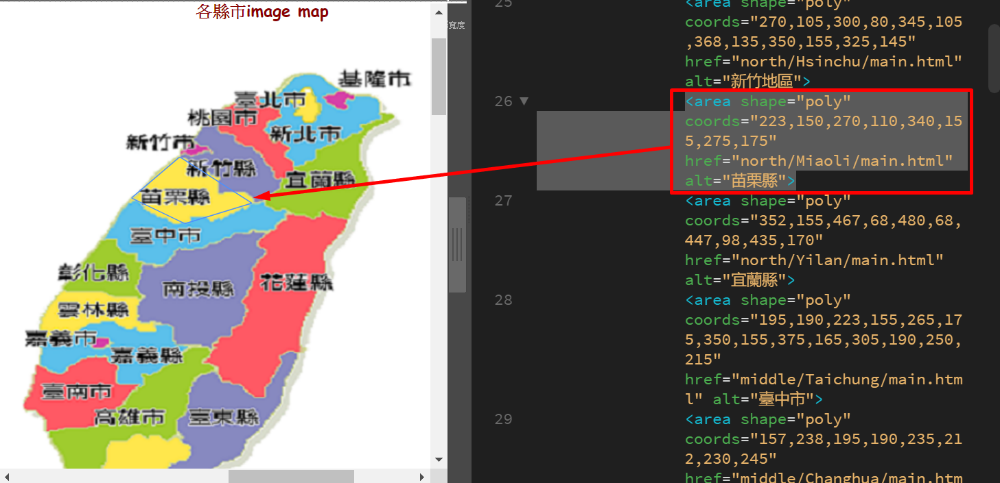 各縣市image map
寬度
基隆市
臺北市
桃園市
新北市
新竹市
新竹縣
宜蘭縣
苗栗縣
臺中市
彰化縣
南投縣
花蓮縣
雲林縣
嘉義市
嘉義縣
臺南市
高雄市
臺東縣
25
<area shape="poly"
coords="270,105,300,80,345,105
,368,135,350,155,325,145"
href="north/Hsinchu/main.html"
alt="新竹地區">
26
<area shape="poly"
coords="223,150,270,110,340,15
5,275,175"
href="north/Miaoli/main.html"
alt="苗栗縣">
27
<area shape="poly"
coords="352,155,467,68,480,68,
447,98,435,170"
href="north/Yilan/main.html"
alt="宜蘭縣">
28
<area shape="poly"
coords="195,190,223,155,265,17
5,350,155,375,165,305,190,250,
215"
href="middle/Taichung/main.htm
l" alt="臺中市">
29
<area shape="poly"
coords="157,238,195,190,235,21
2,230,245"
href="middle/Changhua/main.htm